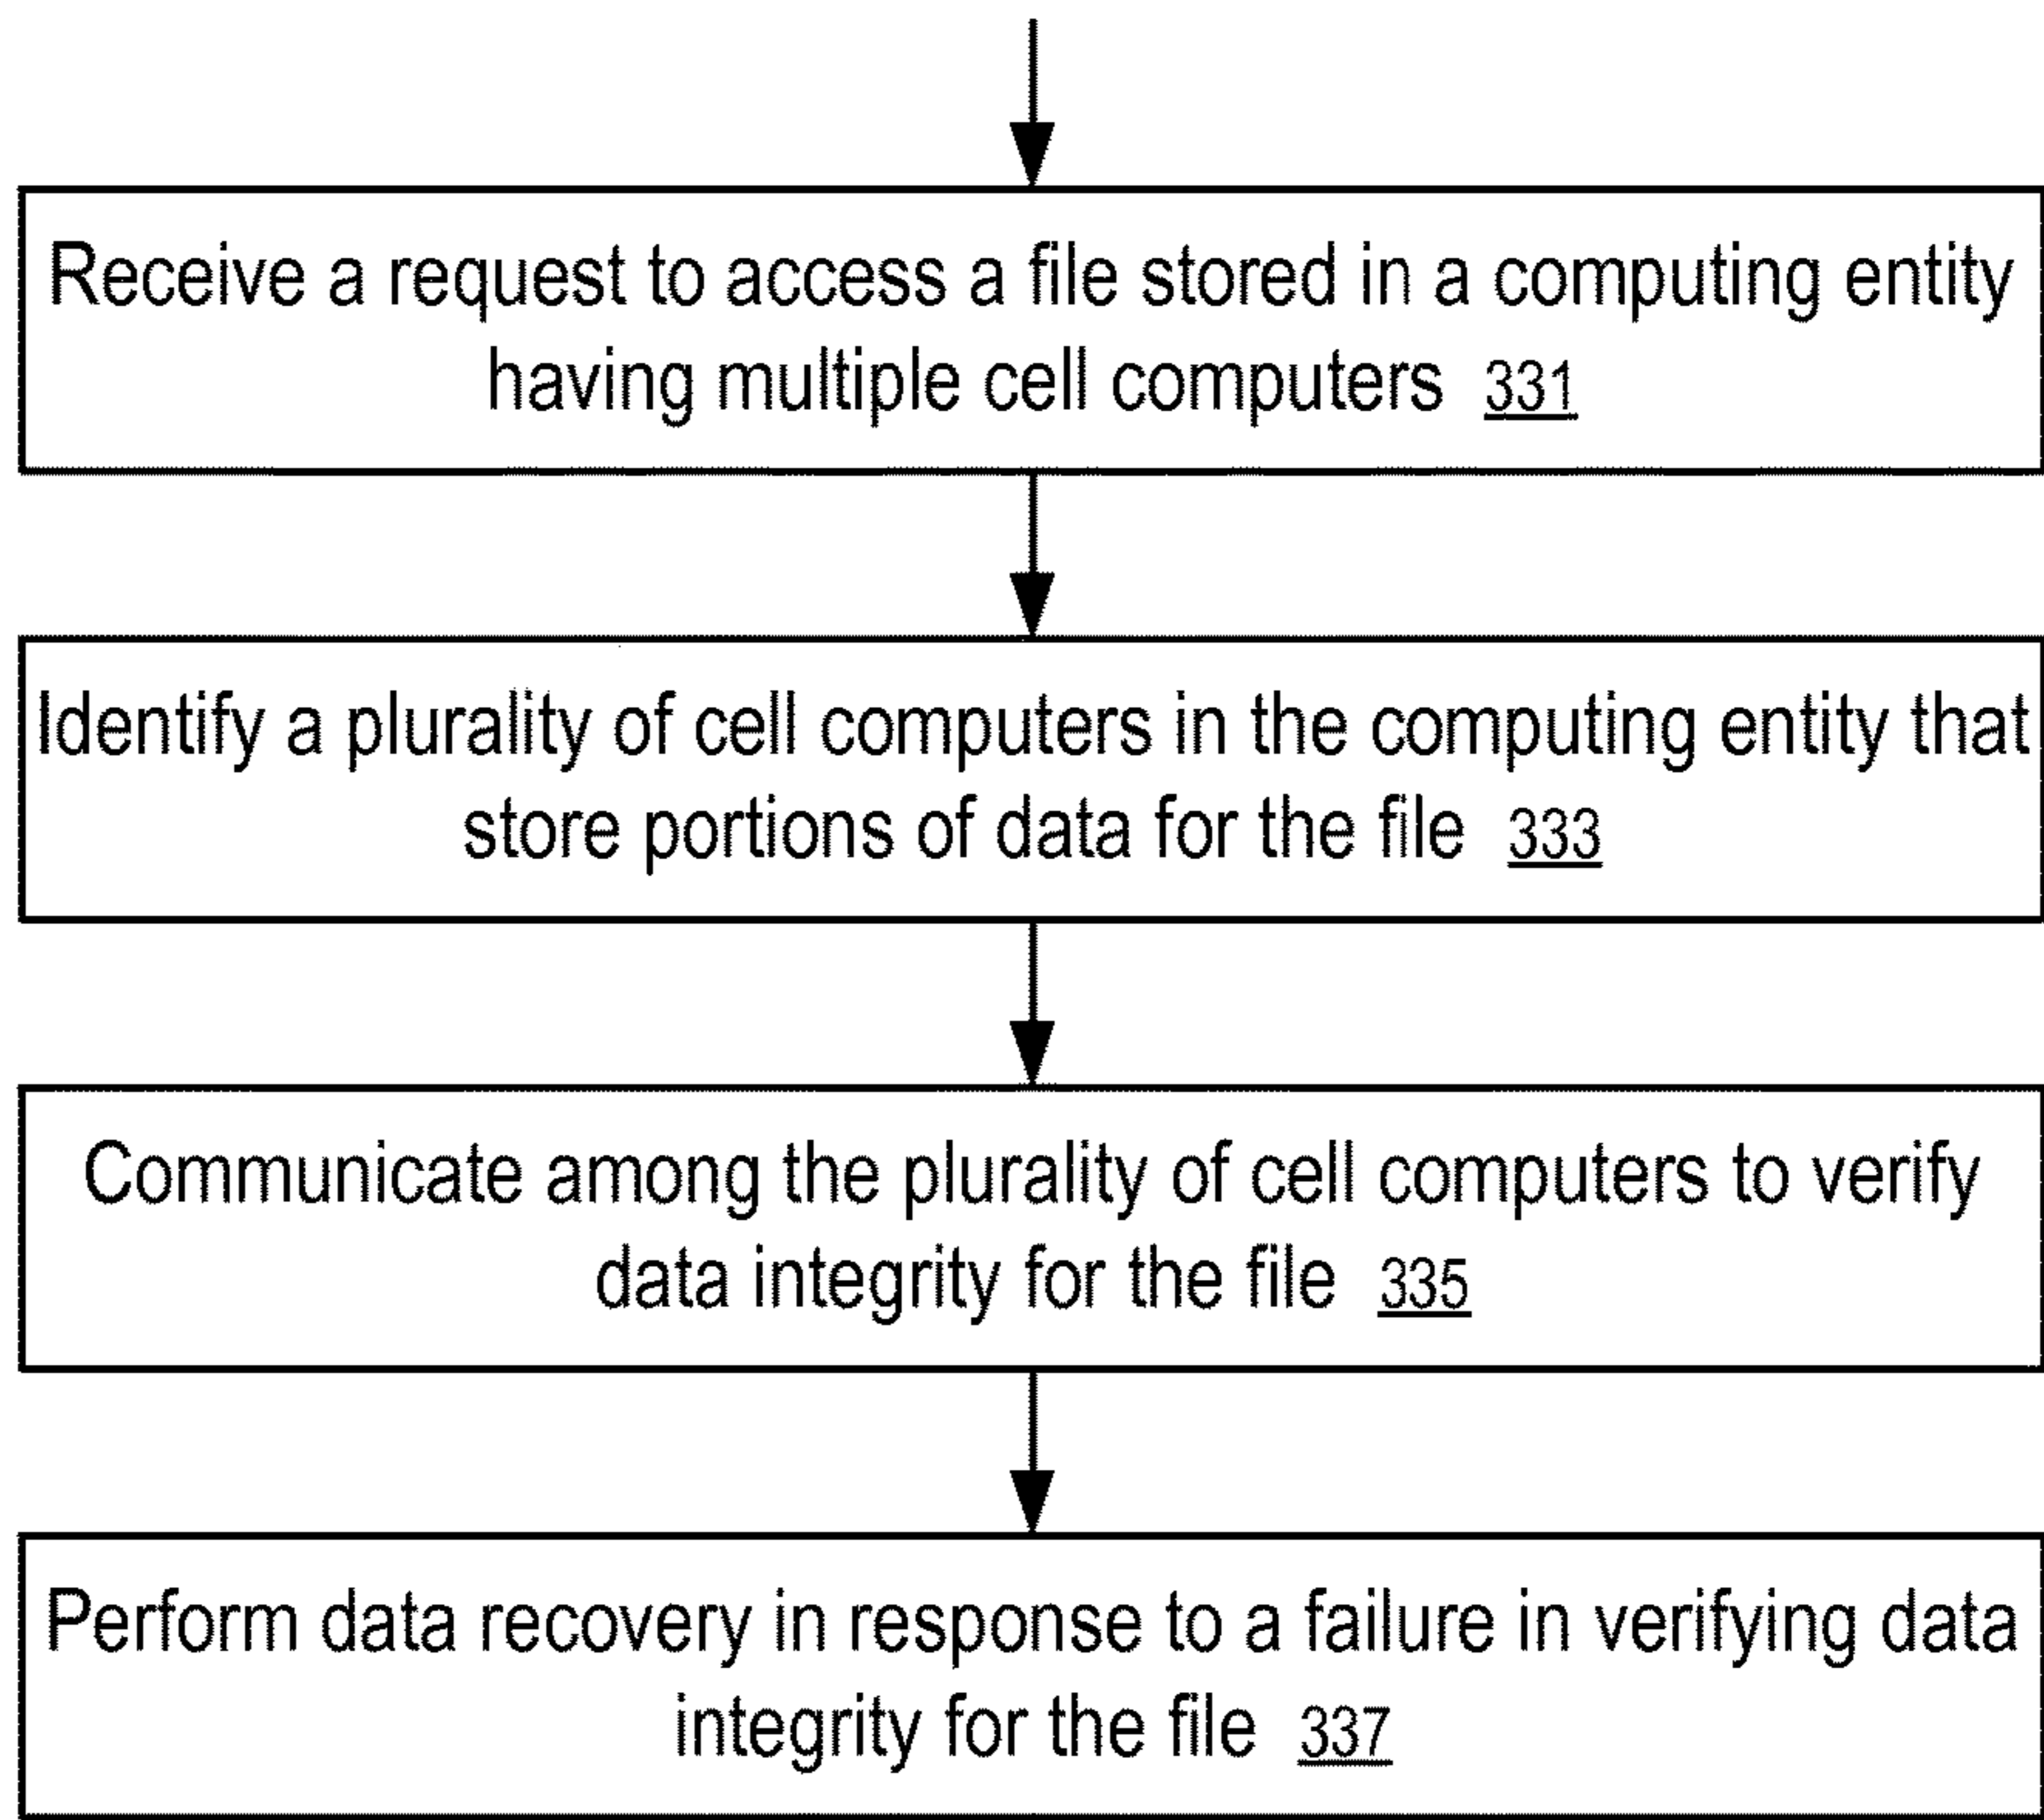 Receive a request to access a file stored in a computing entity
having multiple cell computers 331
Identify a plurality of cell computers in the computing entity that
store portions of data for the file 333
Communicate among the plurality of cell computers to verify
data integrity for the file 335
Perform data recovery in response to a failure in verifying data
integrity for the file 337